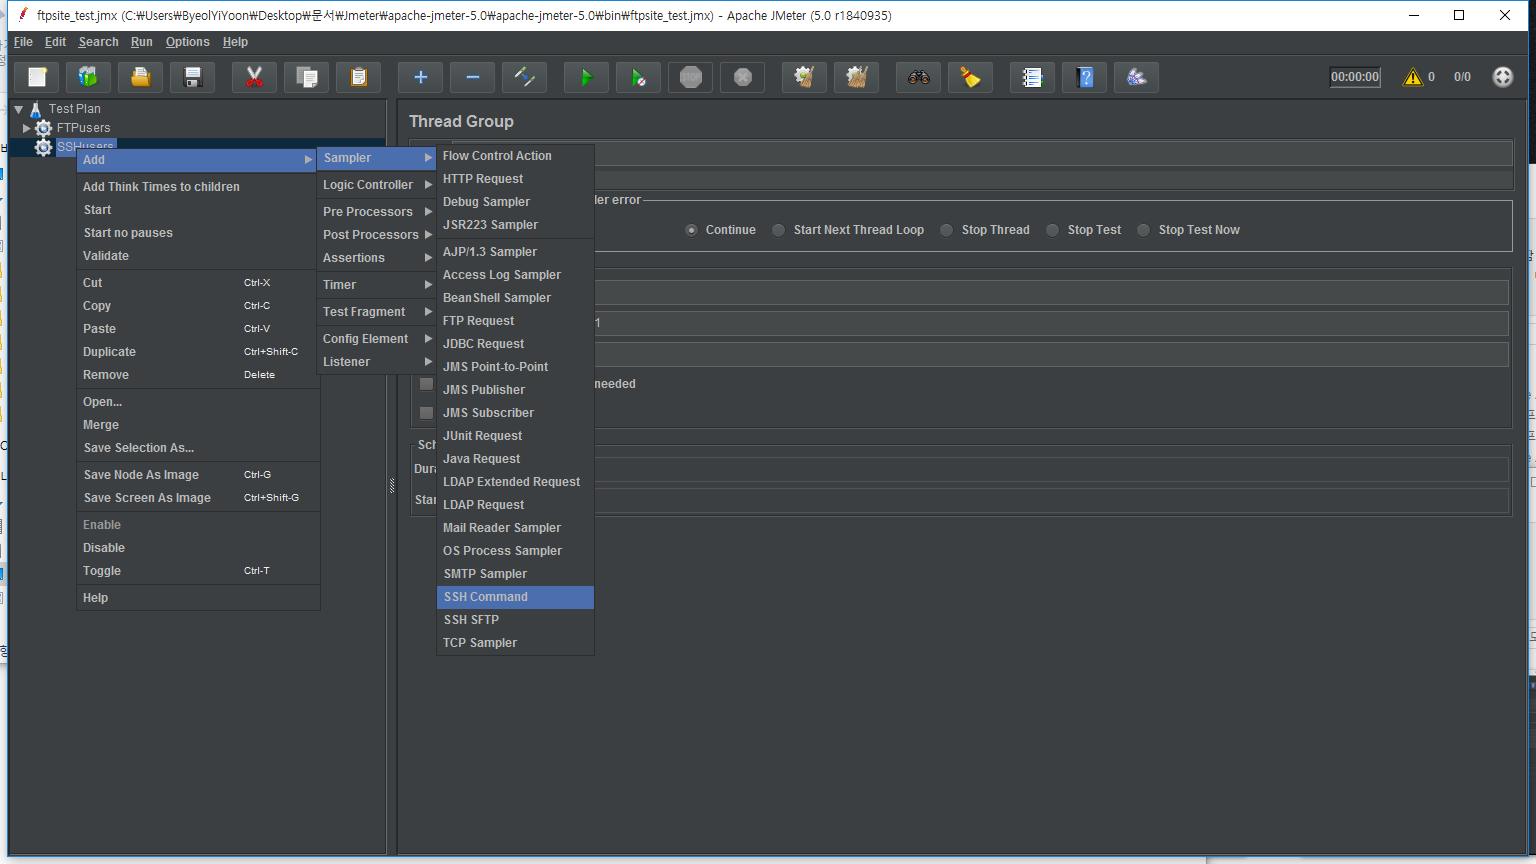 ftpsite_test.jmx (C:₩Users₩ByeolYiYoon₩Desktop₩문서₩Jmeter₩apache-jmeter-5.0₩apache-jmeter-5.0₩bin₩ftpsite_test.jmx) - Apache JMeter (5.0 r1840935)
File Edit Search Run Options Help
STOP 00:00:00 0 0/0
Test Plan
FTPusers
SSHusers
Add
Add Think Times to children
Start
Start no pauses
Validate
Cut Ctrl-X
Copy Ctrl-C
Paste Ctrl-V
Duplicate Ctrl+Shift-C
Remove Delete
Open...
Merge
Save Selection As...
Save Node As Image Ctrl-G
Save Screen As Image Ctrl+Shift-G
Enable
Disable
Toggle Ctrl-T
Help
Sampler
Logic Controller
Pre Processors
Post Processors
Assertions
Timer
Test Fragment
Config Element
Listener
Flow Control Action
HTTP Request
Debug Sampler
JSR223 Sampler
AJP/1.3 Sampler
Access Log Sampler
BeanShell Sampler
FTP Request
JDBC Request
JMS Point-to-Point
JMS Publisher
JMS Subscriber
JUnit Request
Java Request
LDAP Extended Request
LDAP Request
Mail Reader Sampler
OS Process Sampler
SMTP Sampler
SSH Command
SSH SFTP
TCP Sampler
Thread Group
ler error
Continue Start Next Thread Loop Stop Thread Stop Test Stop Test Now
1
needed
Sch
Dura
Star